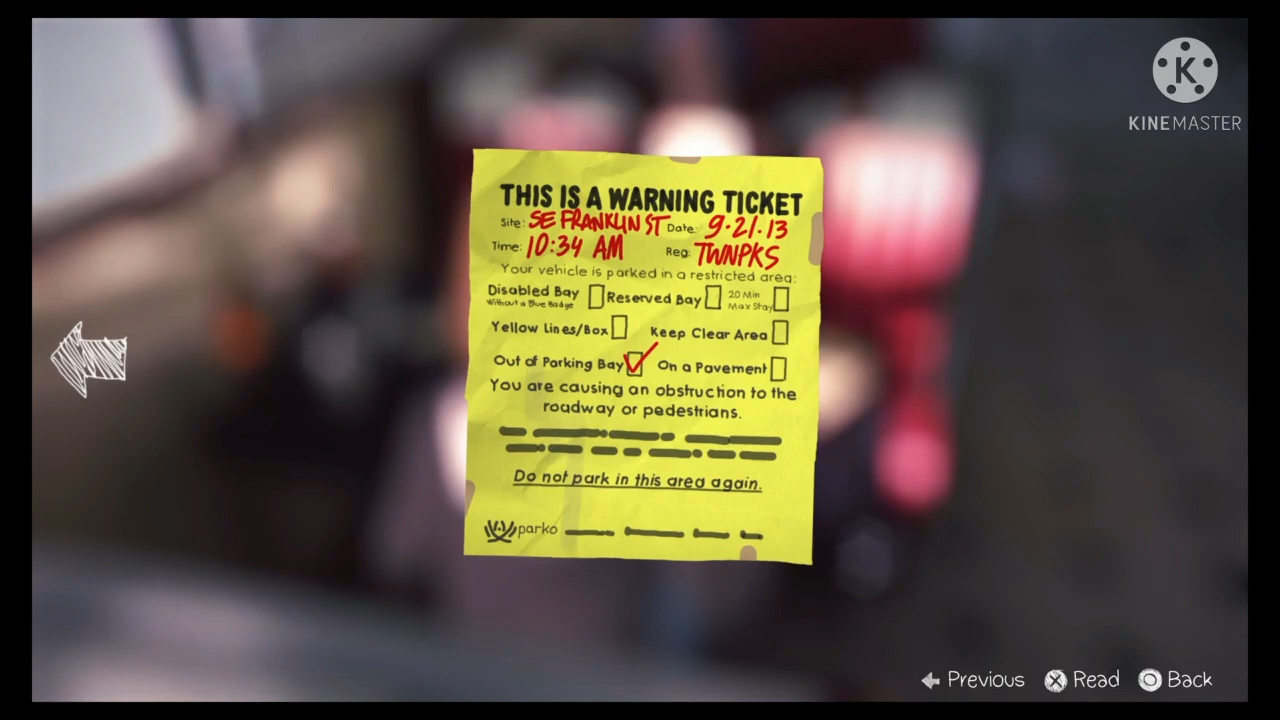 KINEMASTER
THIS IS A WARNING TICKET
Site: SE FRANKLIN ST Date: 9.21.13
Time: 10:34 AM Reg: TWNPKS
Your vehicle is parked in a restricted area:
Disabled Bay Reserved Bay 20 Min
Without a Blue Badge Max Stay
Yellow Lines/Box Keep Clear Area
Out of Parking Bay On a Pavement
You are causing an obstruction to the
roadway or pedestrians.
Do not park in this area again.
parko
Previous Read Back